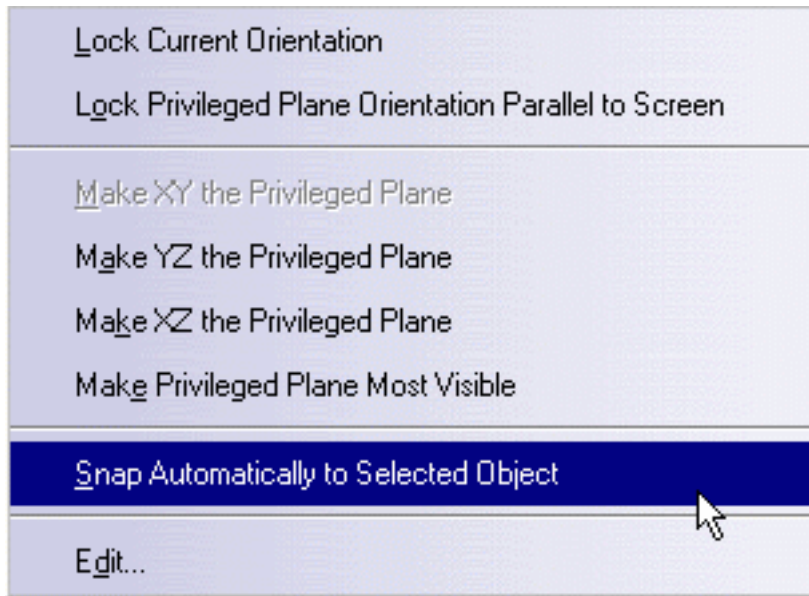 Lock Current Orientation
Lock Privileged Plane Orientation Parallel to Screen
Make XY the Privileged Plane
Make YZ the Privileged Plane
Make XZ the Privileged Plane
Make Privileged Plane Most Visible
Snap Automatically to Selected Object
Edit...